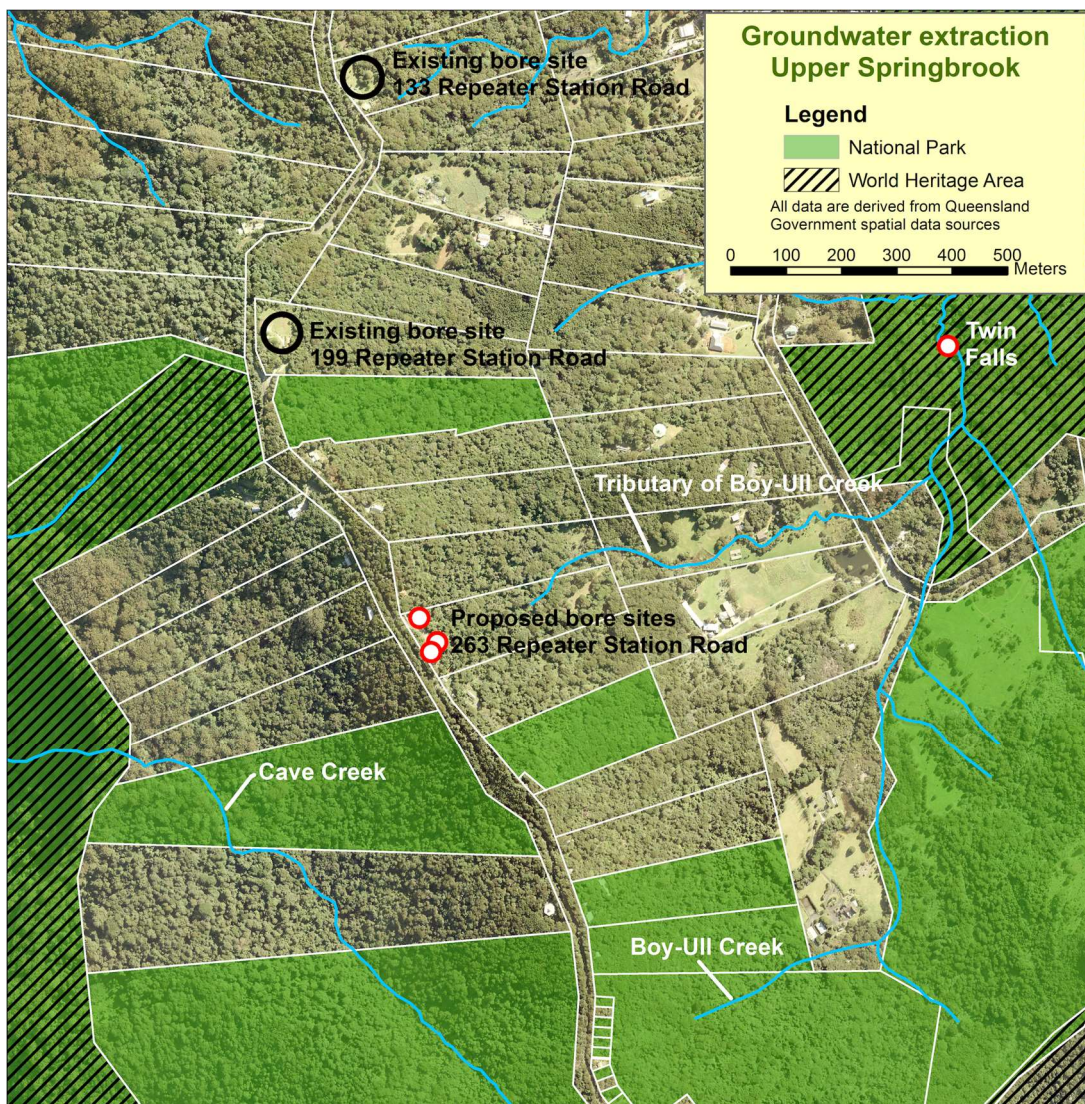 Groundwater extraction
Upper Springbrook
Legend
National Park
World Heritage Area
All data are derived from Queensland
Government spatial data sources
0 100 200 300 400 500
Meters
Existing bore site
133 Repeater Station Road
Existing bore site
199 Repeater Station Road
Twin
Falls
Tributary of Boy-Ull Creek
Proposed bore sites
263 Repeater Station Road
Cave Creek
Boy-Ull Creek